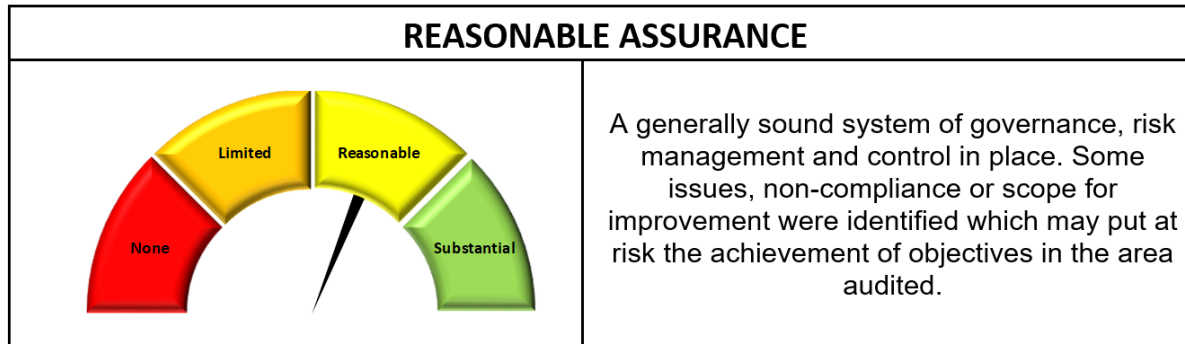 REASONABLE ASSURANCE
Limited
Reasonable
None
Substantial
A generally sound system of governance, risk
management and control in place. Some
issues, non-compliance or scope for
improvement were identified which may put at
risk the achievement of objectives in the area
audited.